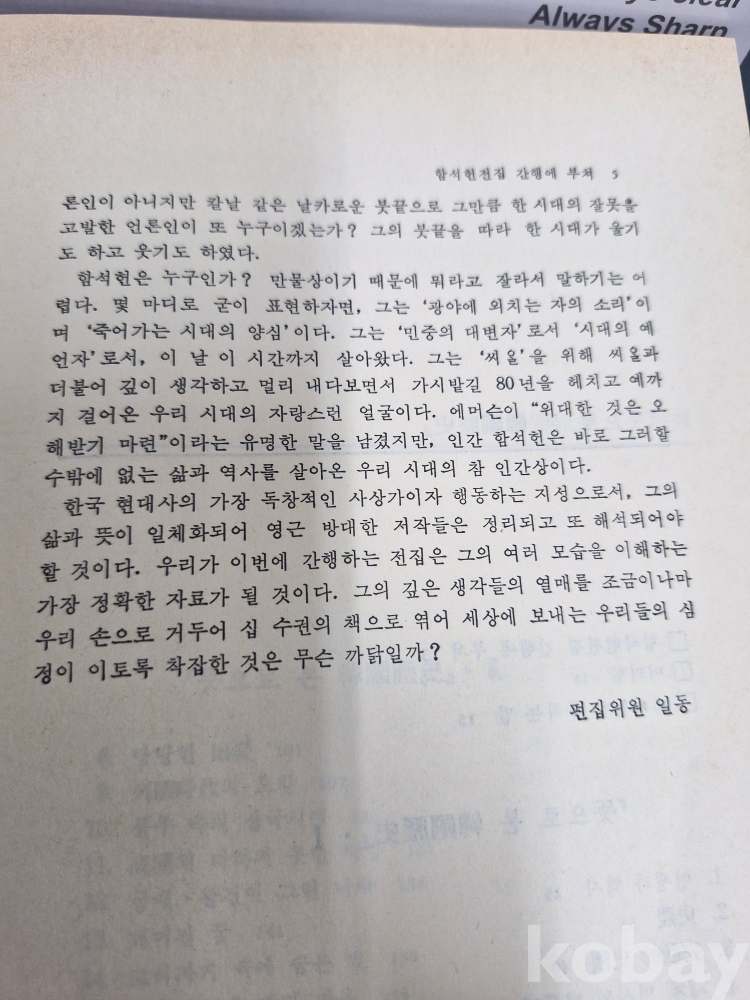 Always Sharp
함석헌전집 간행에 부쳐 5
론인이 아니지만 칼날 같은 날카로운 붓끝으로 그만큼 한 시대의 잘못을
고발한 언론인이 또 누구이겠는가? 그의 붓끝을 따라 한 시대가 울기
도 하고 웃기도 하였다.
함석헌은 누구인가? 만물상이기 때문에 뭐라고 잘라서 말하기는 어
렵다. 몇 마디로 굳이 표현하자면, 그는 ‘광야에 외치는 자의 소리’이
며 ‘죽어가는 시대의 양심’이다. 그는 ‘민중의 대변자’로서 ‘시대의 예
언자’로서, 이 날 이 시간까지 살아왔다. 그는 ‘씨올’을 위해 씨올과
더불어 깊이 생각하고 멀리 내다보면서 가시밭길 80년을 헤치고 예까
지 걸어온 우리 시대의 자랑스런 얼굴이다. 에머슨이 “위대한 것은 오
해받기 마련”이라는 유명한 말을 남겼지만, 인간 함석헌은 바로 그러할
수밖에 없는 삶과 역사를 살아온 우리 시대의 참 인간상이다.
한국 현대사의 가장 독창적인 사상가이자 행동하는 지성으로서, 그의
삶과 뜻이 일체화되어 영근 방대한 저작들은 정리되고 또 해석되어야
할 것이다. 우리가 이번에 간행하는 전집은 그의 여러 모습을 이해하는
가장 정확한 자료가 될 것이다. 그의 깊은 생각들의 열매를 조금이나마
우리 손으로 거두어 십 수권의 책으로 엮어 세상에 보내는 우리들의 심
정이 이토록 착잡한 것은 무슨 까닭일까?
편집위원 일동
kobay